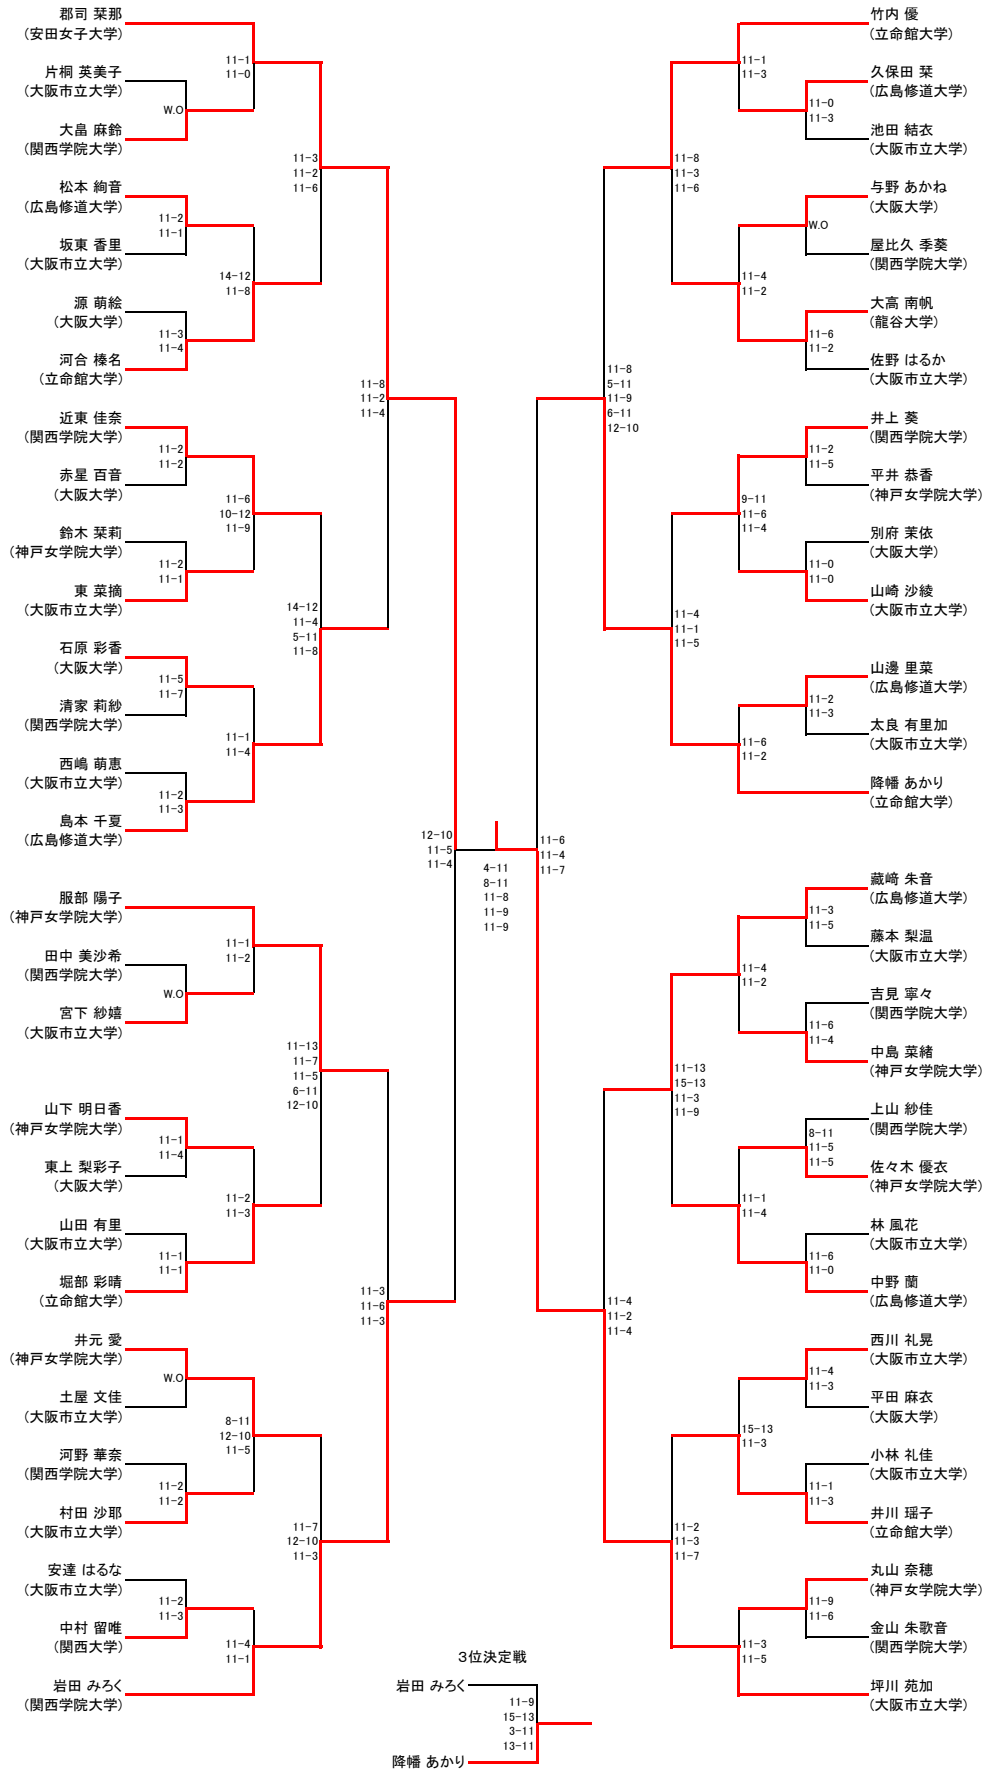 郡司 栞那
(安田女子大学)
11-1
11-0
片桐 英美子
(大阪市立大学)
W.O
大畠 麻鈴
(関西学院大学)
11-3
11-2
11-6
松本 絢音
(広島修道大学)
11-2
11-1
坂東 香里
(大阪市立大学)
14-12
11-8
源 萌絵
(大阪大学)
11-3
11-4
河合 榛名
(立命館大学)
11-8
11-2
11-4
近東 佳奈
(関西学院大学)
11-2
11-2
赤星 百音
(大阪大学)
11-6
10-12
11-9
鈴木 栞莉
(神戸女学院大学)
11-2
11-1
東 菜摘
(大阪市立大学)
14-12
11-4
5-11
11-8
石原 彩香
(大阪大学)
11-5
11-7
清家 莉紗
(関西学院大学)
11-1
11-4
西嶋 萌恵
(大阪市立大学)
11-2
11-3
島本 千夏
(広島修道大学)
12-10
11-5
11-4
服部 陽子
(神戸女学院大学)
11-1
11-2
田中 美沙希
(関西学院大学)
W.O
宮下 紗嬉
(大阪市立大学)
11-13
11-7
11-5
6-11
12-10
山下 明日香
(神戸女学院大学)
11-1
11-4
東上 梨彩子
(大阪大学)
11-2
11-3
山田 有里
(大阪市立大学)
11-1
11-1
堀部 彩晴
(立命館大学)
11-3
11-6
11-3
井元 愛
(神戸女学院大学)
W.O
土屋 文佳
(大阪市立大学)
8-11
12-10
11-5
河野 華奈
(関西学院大学)
11-2
11-2
村田 沙耶
(大阪市立大学)
11-7
12-10
11-3
安達 はるな
(大阪市立大学)
11-2
11-3
中村 留唯
(関西大学)
11-4
11-1
岩田 みろく
(関西学院大学)
4-11
8-11
11-8
11-9
11-9
竹内 優
(立命館大学)
11-1
11-3
久保田 栞
(広島修道大学)
11-0
11-3
池田 結衣
(大阪市立大学)
11-8
11-3
11-6
与野 あかね
(大阪大学)
W.O
屋比久 季葵
(関西学院大学)
11-4
11-2
大高 南帆
(龍谷大学)
11-6
11-2
佐野 はるか
(大阪市立大学)
11-8
5-11
11-9
6-11
12-10
井上 葵
(関西学院大学)
11-2
11-5
平井 恭香
(神戸女学院大学)
9-11
11-6
11-4
別府 茉依
(大阪大学)
11-0
11-0
山崎 沙綾
(大阪市立大学)
11-4
11-1
11-5
山邊 里菜
(広島修道大学)
11-2
11-3
太良 有里加
(大阪市立大学)
11-6
11-2
降幡 あかり
(立命館大学)
11-6
11-4
11-7
藏﨑 朱音
(広島修道大学)
11-3
11-5
藤本 梨温
(大阪市立大学)
11-4
11-2
吉見 寧々
(関西学院大学)
11-6
11-4
中島 菜緒
(神戸女学院大学)
11-13
15-13
11-3
11-9
上山 紗佳
(関西学院大学)
8-11
11-5
11-5
佐々木 優衣
(神戸女学院大学)
11-1
11-4
林 風花
(大阪市立大学)
11-6
11-0
中野 蘭
(広島修道大学)
11-4
11-2
11-4
西川 礼晃
(大阪市立大学)
11-4
11-3
平田 麻衣
(大阪大学)
15-13
11-3
小林 礼佳
(大阪市立大学)
11-1
11-3
井川 瑶子
(立命館大学)
11-2
11-3
11-7
丸山 奈穂
(神戸女学院大学)
11-9
11-6
金山 朱歌音
(関西学院大学)
11-3
11-5
坪川 苑加
(大阪市立大学)
3位決定戦
岩田 みろく
11-9
15-13
3-11
13-11
降幡 あかり